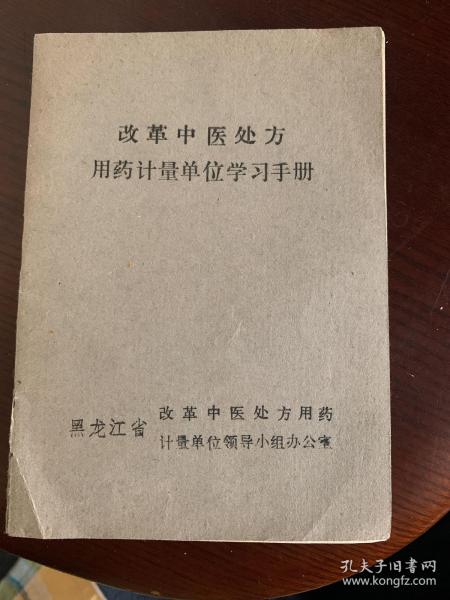 改革中医处方
用药计量单位学习手册
黑龙江省
改革中医处方用药
计量单位领导小组办公室
孔夫子旧书网
www.kongfz.com